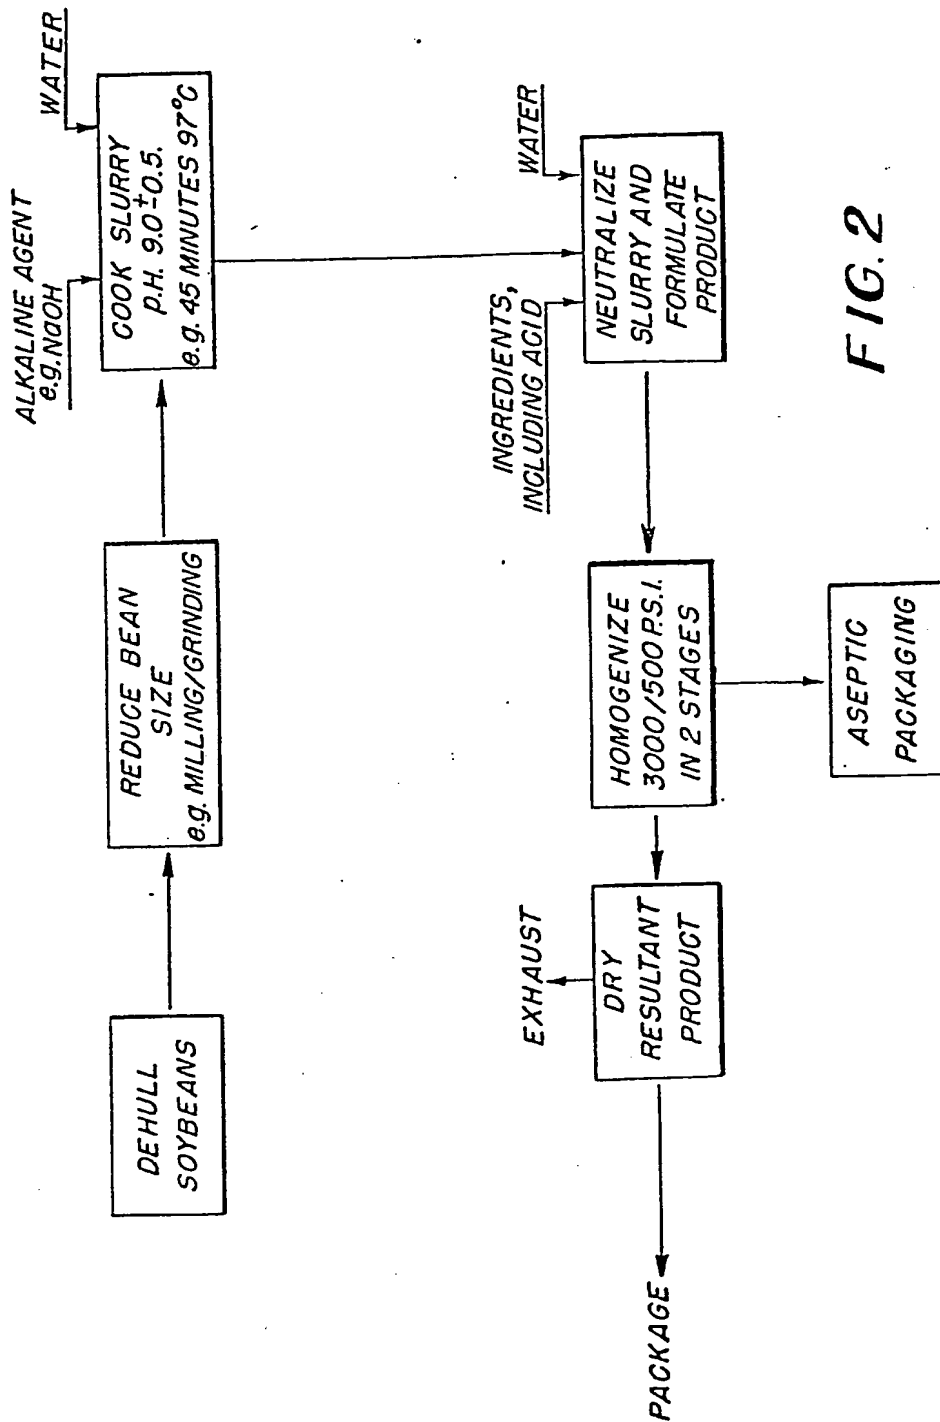 DEHULL
SOYBEANS
REDUCE BEAN
SIZE
e.g. MILLING/GRINDING
ALKALINE AGENT
e.g. NaOH
WATER
COOK SLURRY
p.H. 9.0±0.5.
e.g. 45 MINUTES 97°C
INGREDIENTS,
INCLUDING ACID
WATER
NEUTRALIZE
SLURRY AND
FORMULATE
PRODUCT
HOMOGENIZE
3000/500 P.S.I.
IN 2 STAGES
ASEPTIC
PACKAGING
EXHAUST
DRY
RESULTANT
PRODUCT
PACKAGE
FIG. 2